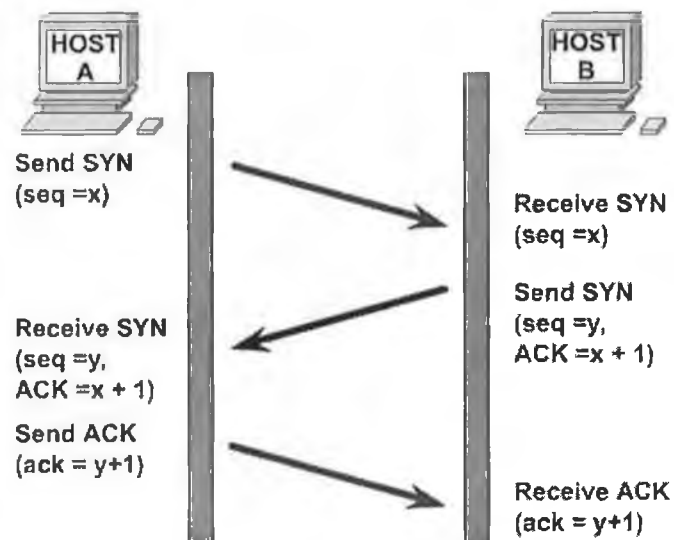 HOST
A
HOST
B
Send SYN
(seq =x)
Receive SYN
(seq =x)
Send SYN
(seq =y,
ACK =x + 1)
Receive SYN
(seq =y,
ACK =x + 1)
Send ACK
(ack = y+1)
Receive ACK
(ack = y+1)